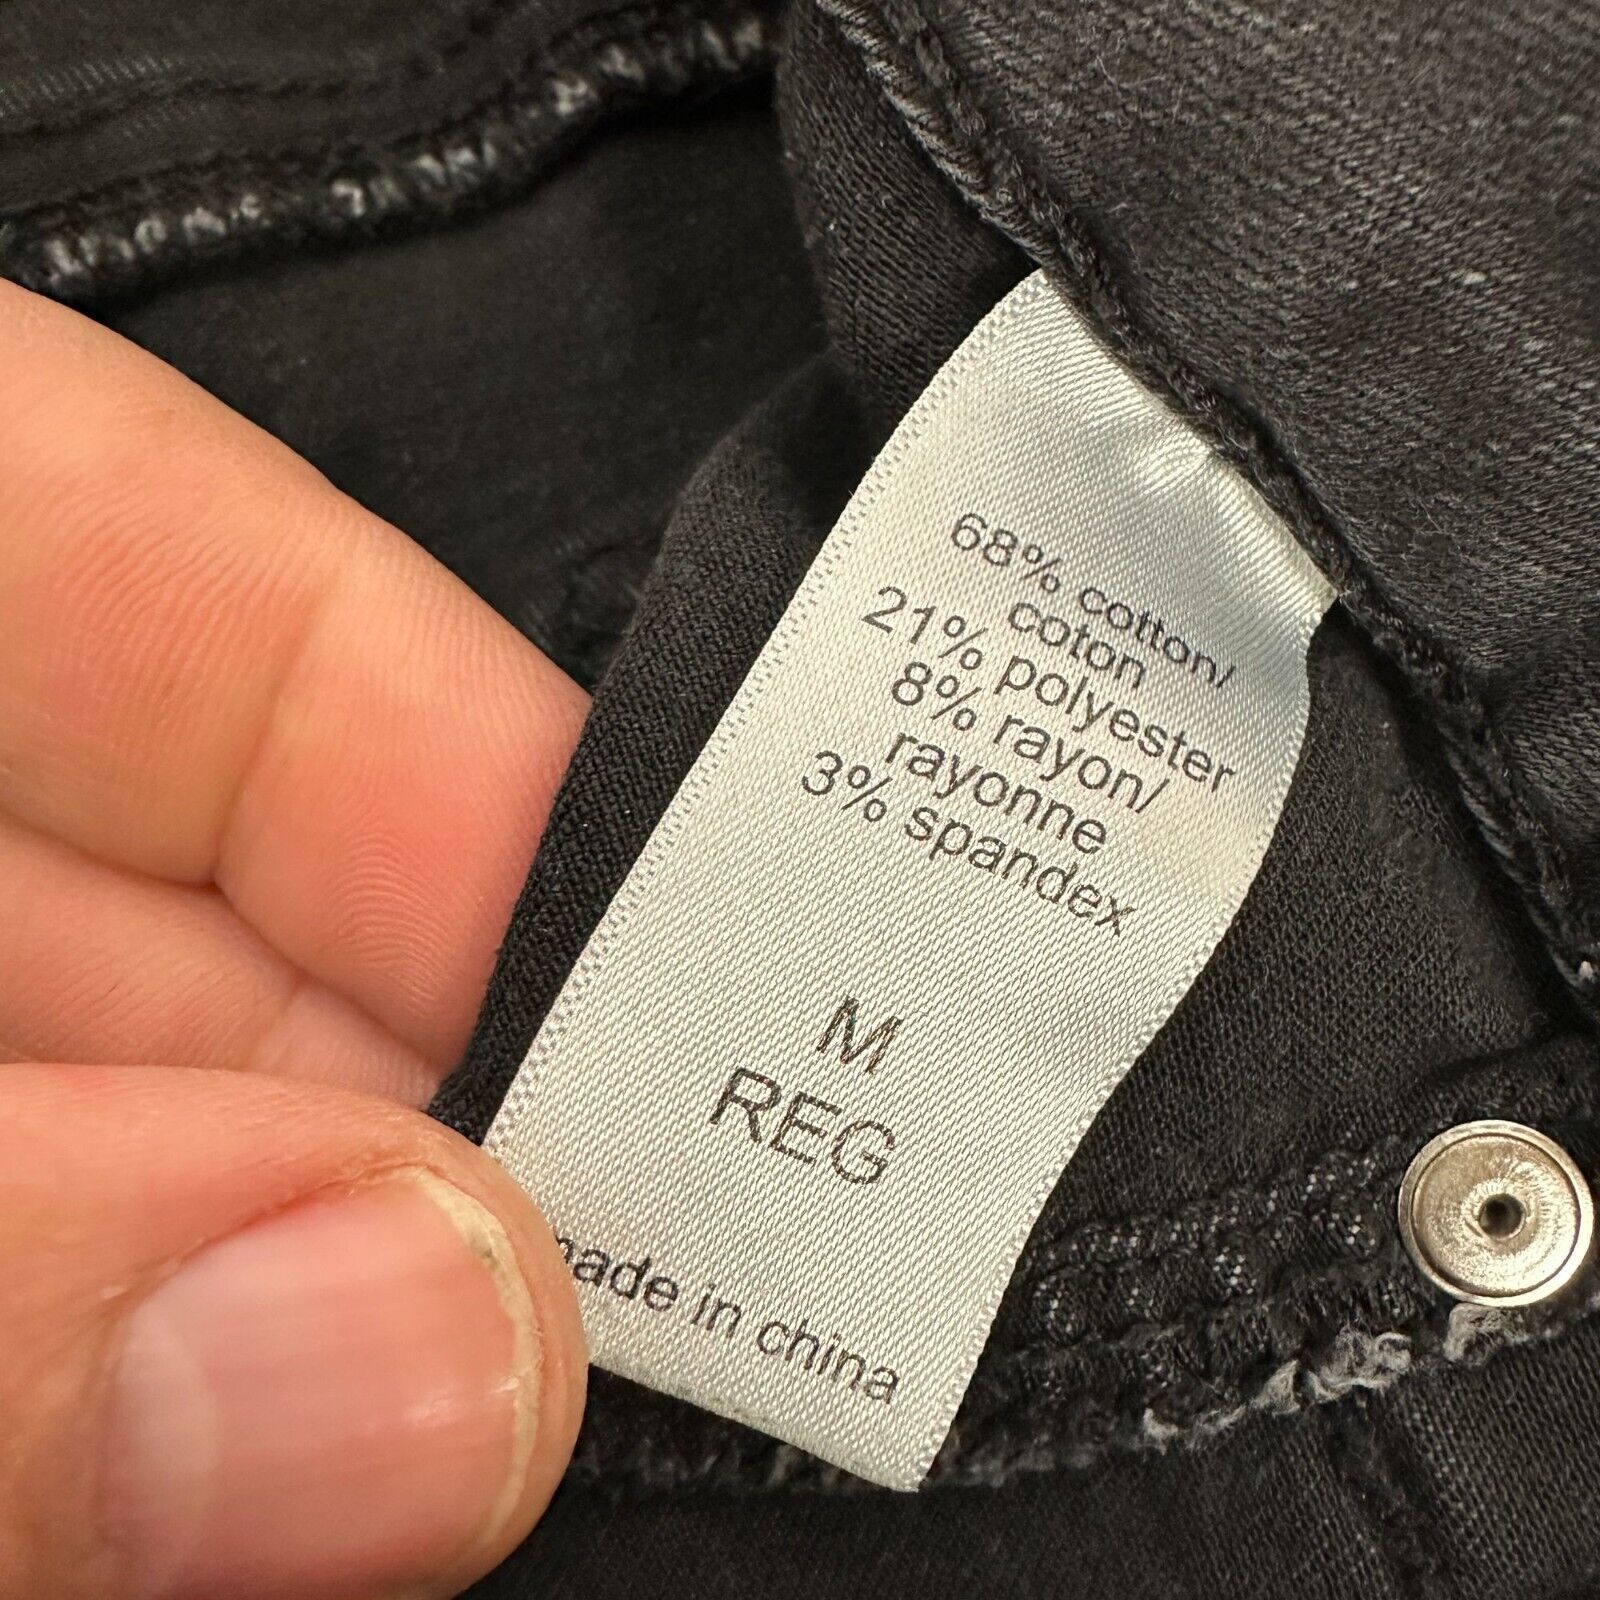 68% cotton/
coton
21% polyester
8% rayon/
rayonne
3% spandex
M
REG
made in china